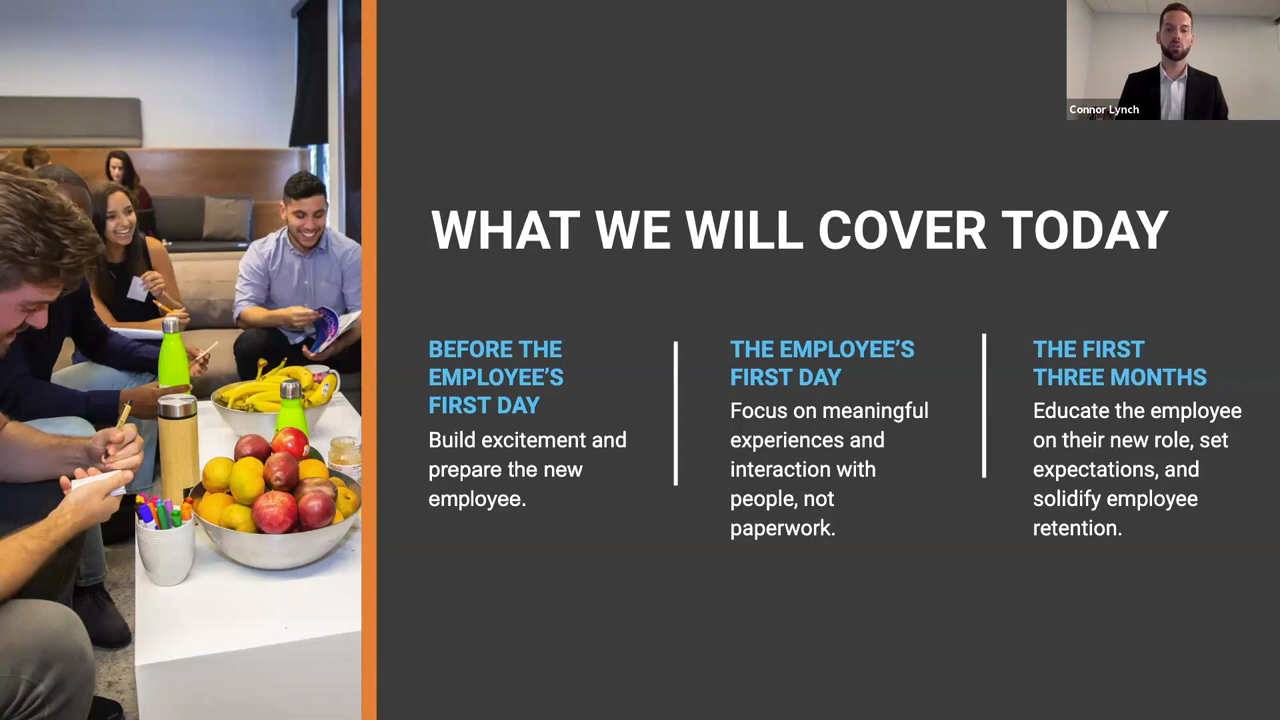 Connor Lynch
WHAT WE WILL COVER TODAY
BEFORE THE
EMPLOYEE'S
FIRST DAY
Build excitement and
prepare the new
employee.
THE EMPLOYEE'S
FIRST DAY
Focus on meaningful
experiences and
interaction with
people, not
paperwork.
THE FIRST
THREE MONTHS
Educate the employee
on their new role, set
expectations, and
solidify employee
retention.